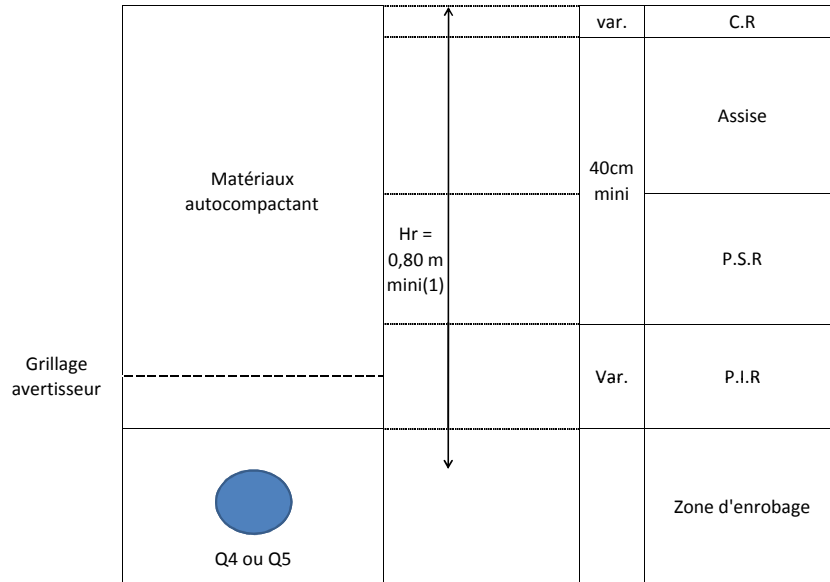 var.
C.R
Assise
Matériaux
autocompactant
40cm
mini
Hr =
0,80 m
mini(1)
P.S.R
Grillage
avertisseur
Var.
P.I.R
Zone d'enrobage
Q4 ou Q5